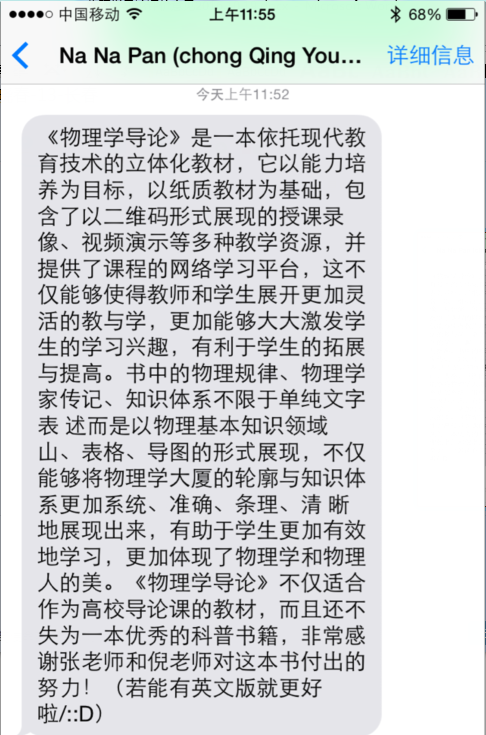 中国移动 上午11:55 68%
Na Na Pan (chong Qing You... 详细信息
今天上午11:52
《物理学导论》是一本依托现代教
育技术的立体化教材，它以能力培
养为目标，以纸质教材为基础，包
含了以二维码形式展现的授课录
像、视频演示等多种教学资源，并
提供了课程的网络学习平台，这不
仅能够使得教师和学生展开更加灵
活的教与学，更加能够大大激发学
生的学习兴趣，有利于学生的拓展
与提高。书中的物理规律、物理学
家传记、知识体系不限于单纯文字
表 述而是以物理基本知识领域
山、表格、导图的形式展现，不仅
能够将物理学大厦的轮廓与知识体
系更加系统、准确、条理、清 晰
地展现出来，有助于学生更加有效
地学习，更加体现了物理学和物理
人的美。《物理学导论》不仅适合
作为高校导论课的教材，而且还不
失为一本优秀的科普书籍，非常感
谢张老师和倪老师对这本书付出的
努力！（若能有英文版就更好
啦/::D）